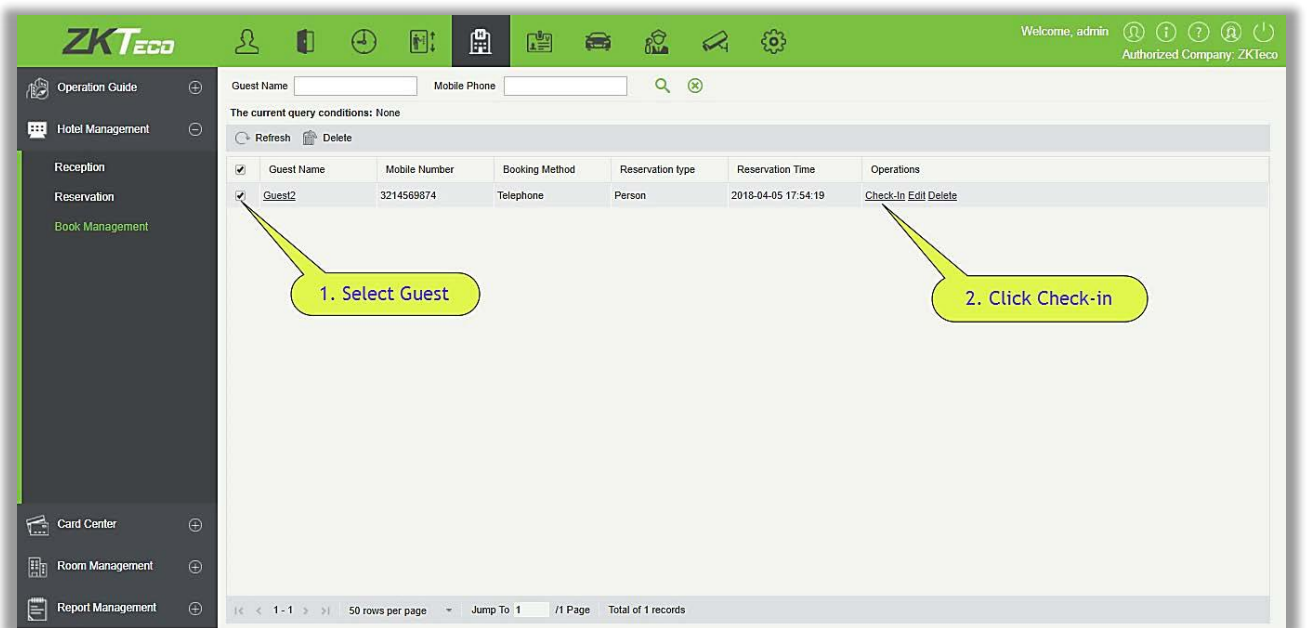 ZKTECO
Welcome, admin
Authorized Company: ZKTeco
Operation Guide
Hotel Management
Reception
Reservation
Book Management
Card Center
Room Management
Report Management
Guest Name Mobile Phone
The current query conditions: None
Refresh Delete
Guest Name Mobile Number Booking Method Reservation type Reservation Time Operations
Guest2 3214569874 Telephone Person 2018-04-05 17:54:19 Check-In Edit Delete
1. Select Guest
2. Click Check-in
1 - 1 50 rows per page Jump To 1 /1 Page Total of 1 records